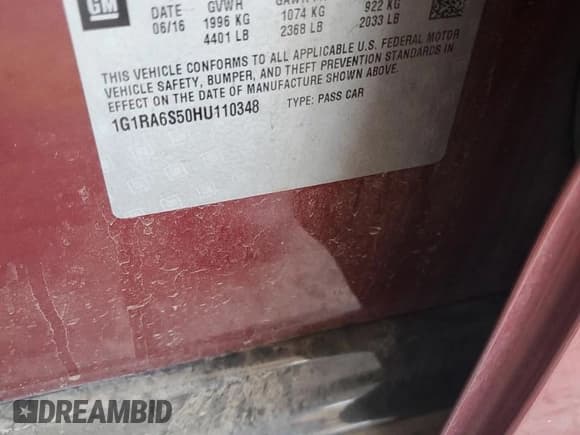 GM
DATE GVWR
06/16 1996 KG 1074 KG 922 KG
4401 LB 2368 LB 2033 LB
THIS VEHICLE CONFORMS TO ALL APPLICABLE U.S. FEDERAL MOTOR
VEHICLE SAFETY, BUMPER, AND THEFT PREVENTION STANDARDS IN
EFFECT ON THE DATE OF MANUFACTURE SHOWN ABOVE.
1G1RA6S50HU110348 TYPE: PASS CAR
DREAMBID